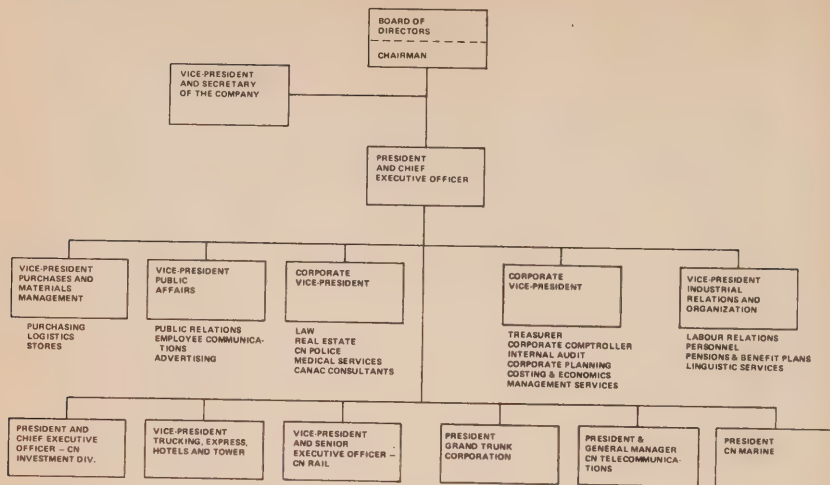 BOARD OF
DIRECTORS
CHAIRMAN
VICE-PRESIDENT
AND SECRETARY
OF THE COMPANY
PRESIDENT
AND CHIEF
EXECUTIVE OFFICER
VICE-PRESIDENT
PURCHASES AND
MATERIALS
MANAGEMENT
PURCHASING
LOGISTICS
STORES
VICE-PRESIDENT
PUBLIC
AFFAIRS
PUBLIC RELATIONS
EMPLOYEE COMMUNICA-
TIONS
ADVERTISING
CORPORATE
VICE-PRESIDENT
LAW
REAL ESTATE
CN POLICE
MEDICAL SERVICES
CANAC CONSULTANTS
CORPORATE
VICE-PRESIDENT
TREASURER
CORPORATE COMPTROLLER
INTERNAL AUDIT
CORPORATE PLANNING
COSTING & ECONOMICS
MANAGEMENT SERVICES
VICE-PRESIDENT
INDUSTRIAL
RELATIONS AND
ORGANIZATION
LABOUR RELATIONS
PERSONNEL
PENSIONS & BENEFIT PLANS
LINGUISTIC SERVICES
PRESIDENT AND
CHIEF EXECUTIVE
OFFICER – CN
INVESTMENT DIV.
VICE-PRESIDENT
TRUCKING, EXPRESS,
HOTELS AND TOWER
VICE-PRESIDENT
AND SENIOR
EXECUTIVE OFFICER –
CN RAIL
PRESIDENT
GRAND TRUNK
CORPORATION
PRESIDENT &
GENERAL MANAGER
CN TELECOMMUNICA-
TIONS
PRESIDENT
CN MARINE